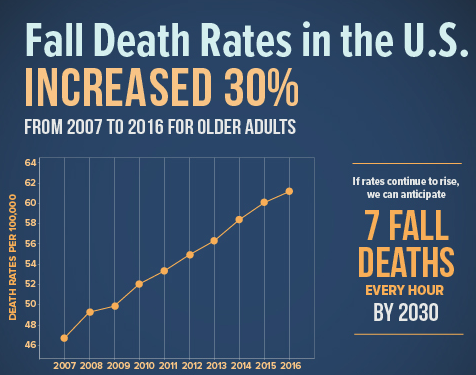 Fall Death Rates in the U.S.
INCREASED 30%
FROM 2007 TO 2016 FOR OLDER ADULTS
DEATH RATES PER 100,000
64
62
60
58
56
54
52
50
48
46
2007 2008 2009 2010 2011 2012 2013 2014 2015 2016
If rates continue to rise,
we can anticipate
7 FALL
DEATHS
EVERY HOUR
BY 2030